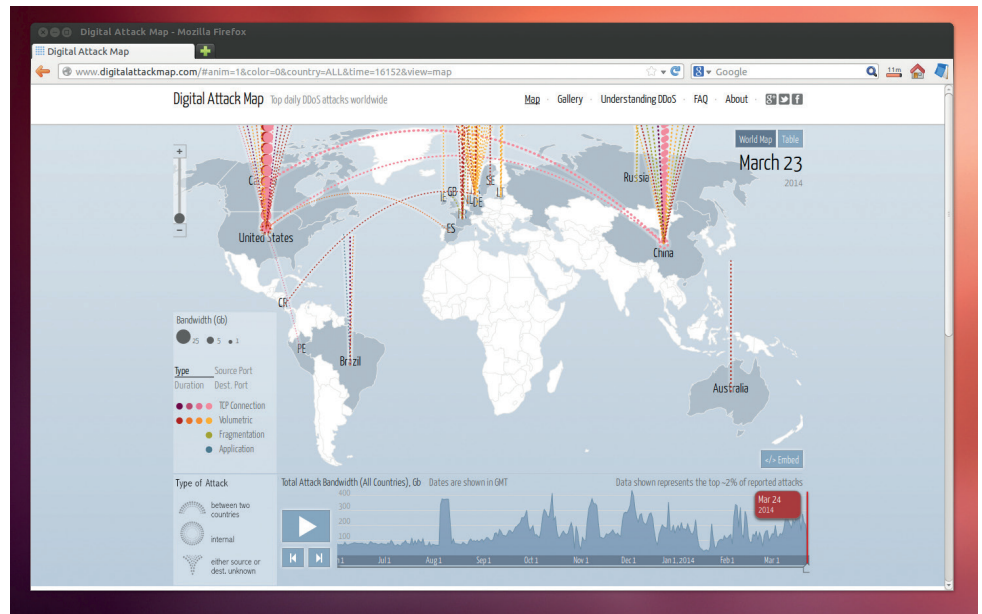 Digital Attack Map - Mozilla Firefox
Digital Attack Map
www.digitalattackmap.com/#anim=1&color=0&country=ALL&time=16152&view=map
Google
11m
Digital Attack Map Top daily DDoS attacks worldwide
Map · Gallery · Understanding DDoS · FAQ · About
World Map Table
March 23
2014
Russia
SE
GB
IE
DE
ES
United States
China
CR
PE
Brazil
Australia
Bandwidth (Gb)
25 5 1
Type Source Port
Duration Dest. Port
TCP Connection
Volumetric
Fragmentation
Application
</> Embed
Type of Attack
between two
countries
internal
either source or
dest. unknown
Total Attack Bandwidth (All Countries), Gb Dates are shown in GMT Data shown represents the top ~2% of reported attacks
400
300
200
100
Mar 24
2014
Jul 1 Aug 1 Sep 1 Oct 1 Nov 1 Dec 1 Jan 1, 2014 Feb 1 Mar 1